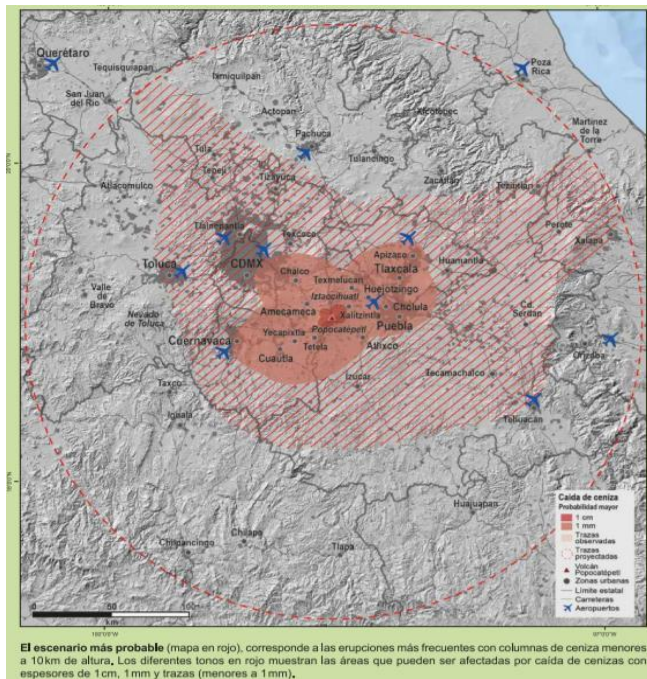 Querétaro
Tequisquiapan
Ixmiquilpan
Poza
Rica
San Juan
del Río
Actopan
Xicotepec
Pachuca
Martínez
de la
Torre
Tula
Tulancingo
Tepeji
Tizayuca
Zacatlán
Teziutlán
Atlacomulco
Tlalnepantla
Texcoco
Perote
Xalapa
Apizaco
Toluca
CDMX
Tlaxcala
Huamantla
Chalco
Texmelucan
Huejotzingo
Valle
de
Bravo
Iztaccíhuatl
Cd.
Serdán
Nevado
de Toluca
Amecameca
Xalitzintla
Cholula
Popocatépetl
Puebla
Cuernavaca
Yecapixtla
Orizaba
Cuautla
Tetela
Atlixco
Izúcar
Tecamachalco
Taxco
Iguala
Tehuacán
Huajuapan
Chilpancingo
Chilapa
Tlapa
Caída de ceniza
Probabilidad mayor
1 cm
1 mm
Trazas
observadas
Trazas
proyectadas
Volcán
Popocatépetl
Zonas urbanas
Límite estatal
Carreteras
Aeropuertos
km
El escenario más probable (mapa en rojo), corresponde a las erupciones más frecuentes con columnas de ceniza menores
a 10 km de altura. Los diferentes tonos en rojo muestran las áreas que pueden ser afectadas por caída de cenizas con
espesores de 1 cm, 1 mm y trazas (menores a 1 mm).